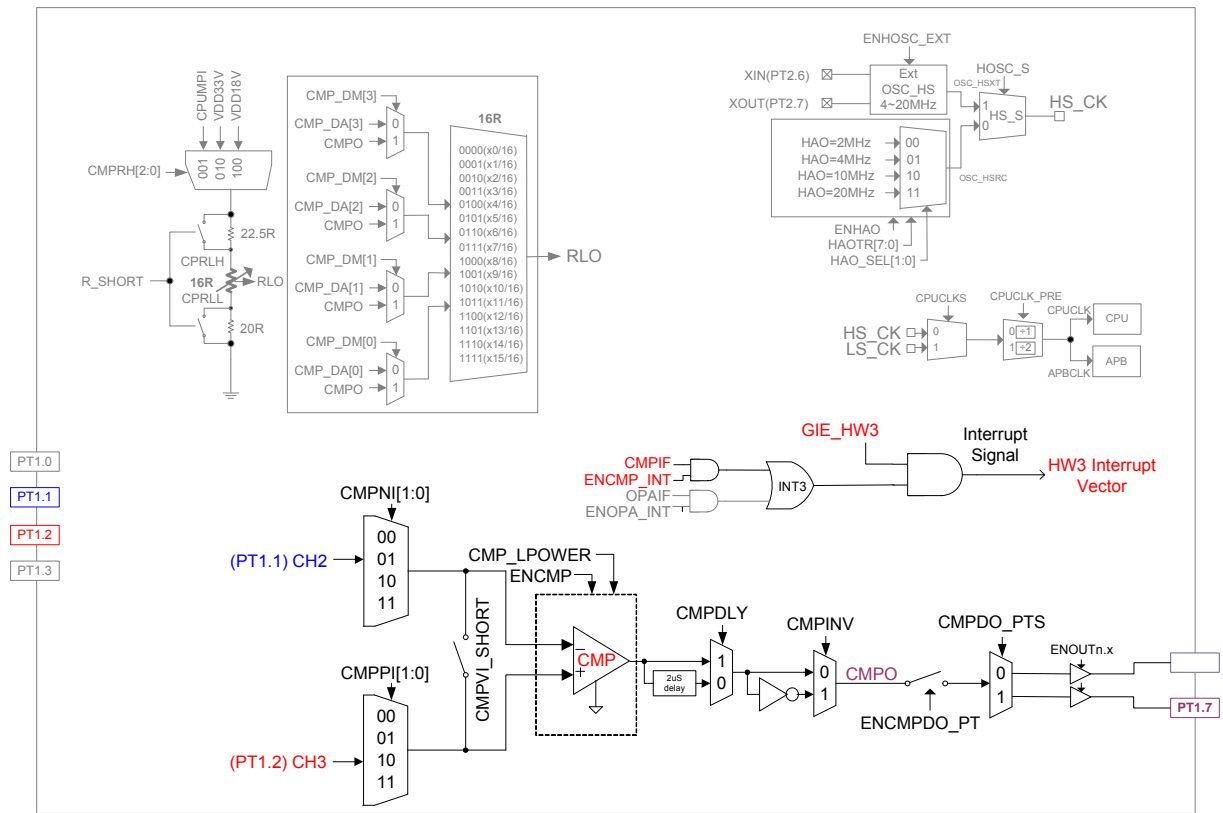 CPUMPI
VDD33V
VDD18V
CMPRH[2:0]
001
010
100
22.5R
CPRLH
R_SHORT
16R
RLO
CPRLL
20R
CMP_DM[3]
CMP_DA[3]
0
CMPO
1
CMP_DM[2]
CMP_DA[2]
0
CMPO
1
CMP_DM[1]
CMP_DA[1]
0
CMPO
1
CMP_DM[0]
CMP_DA[0]
0
CMPO
1
16R
0000(x0/16)
0001(x1/16)
0010(x2/16)
0011(x3/16)
0100(x4/16)
0101(x5/16)
0110(x6/16)
0111(x7/16)
1000(x8/16)
1001(x9/16)
1010(x10/16)
1011(x11/16)
1100(x12/16)
1101(x13/16)
1110(x14/16)
1111(x15/16)
RLO
ENHOSC_EXT
XIN(PT2.6)
XOUT(PT2.7)
Ext
OSC_HS
4~20MHz
OSC_HSXT
HOSC_S
1
HS_S
0
HS_CK
HAO=2MHz
00
HAO=4MHz
01
HAO=10MHz
10
HAO=20MHz
11
OSC_HSRC
ENHAO
HAOTR[7:0]
HAO_SEL[1:0]
CPUCLKS
CPUCLK_PRE
HS_CK
0
LS_CK
1
0 ÷1
1 ÷2
CPUCLK
CPU
APB
APBCLK
GIE_HW3
Interrupt
Signal
CMPIF
ENCMP_INT
OPAIF
ENOPA_INT
INT3
HW3 Interrupt
Vector
PT1.0
PT1.1
PT1.2
PT1.3
CMPNI[1:0]
00
01
10
11
(PT1.1) CH2
CMPPI[1:0]
00
01
10
11
(PT1.2) CH3
CMPVI_SHORT
CMP_LPOWER
ENCMP
−
CMP
+
CMPDLY
1
0
2uS
delay
CMPINV
0
1
CMPO
ENCMPDO_PT
CMPDO_PTS
0
1
ENOUTn.x
PT1.7